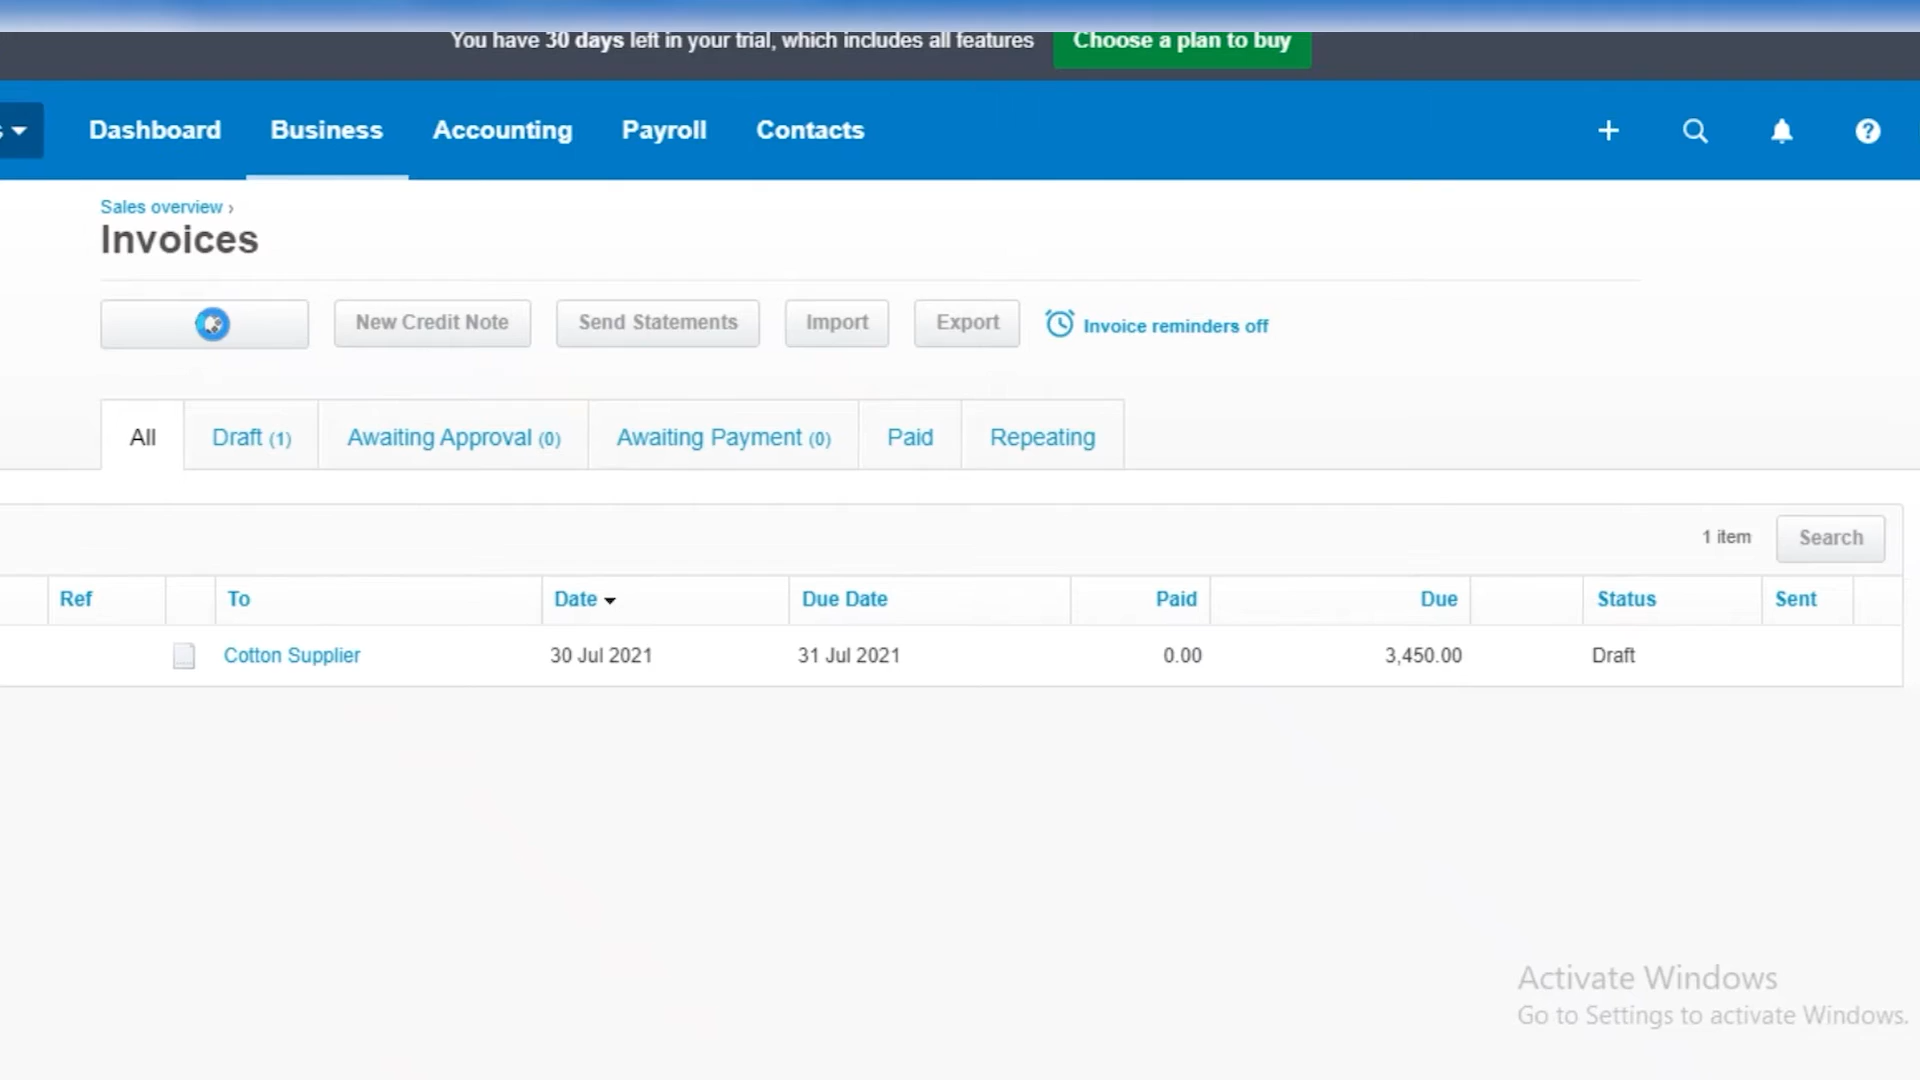 You have 30 days left in your trial, which includes all features Choose a plan to buy
Dashboard Business Accounting Payroll Contacts
Sales overview ›
Invoices
New Credit Note Send Statements Import Export Invoice reminders off
All Draft (1) Awaiting Approval (0) Awaiting Payment (0) Paid Repeating
1 item Search
Ref To Date Due Date Paid Due Status Sent
Cotton Supplier 30 Jul 2021 31 Jul 2021 0.00 3,450.00 Draft
Activate Windows
Go to Settings to activate Windows.